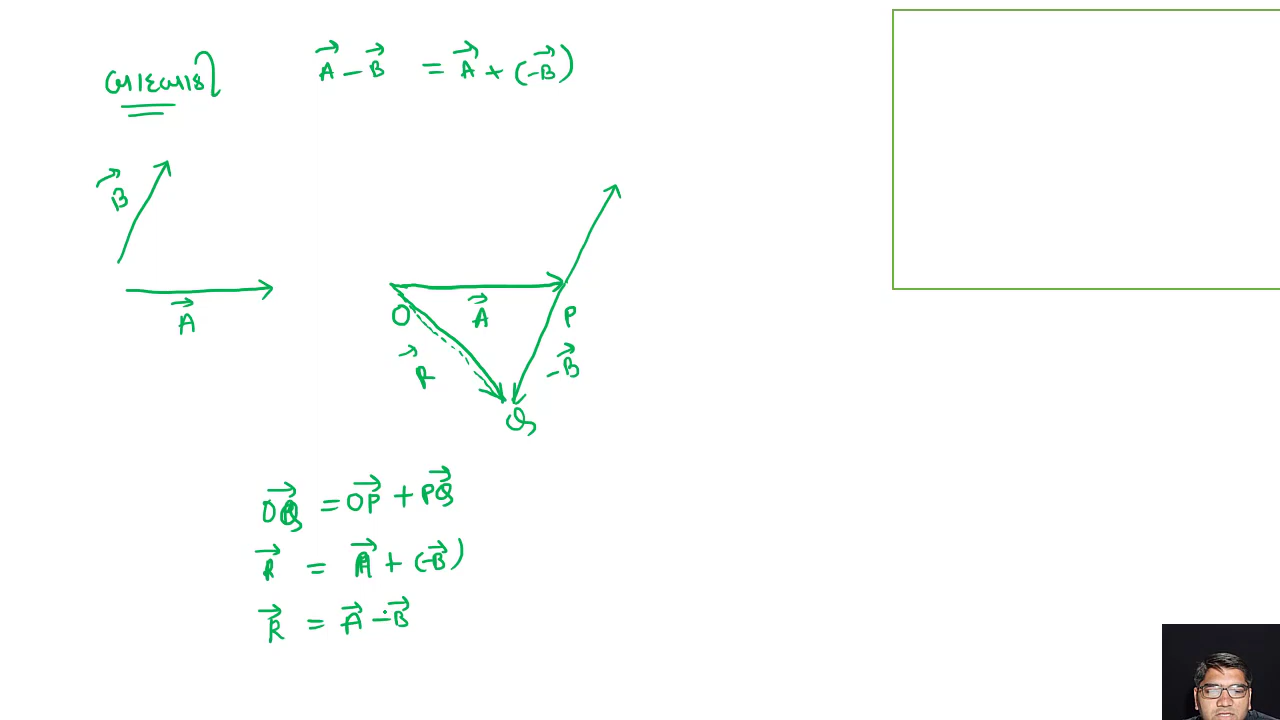 બાદબાકી
A⃗ − B⃗ = A⃗ + (−B⃗)
B⃗
A⃗
O
A⃗
P
R⃗
−B⃗
Q
OQ⃗ = OP⃗ + PQ⃗
R⃗ = A⃗ + (−B⃗)
R⃗ = A⃗ − B⃗